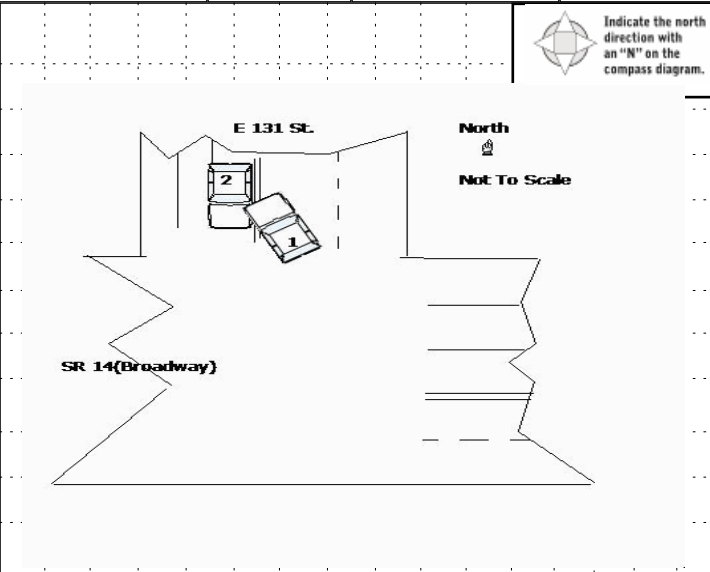 Indicate the north
direction with
an “N” on the
compass diagram.
E 131 St.
North
Not To Scale
2
1
SR 14(Broadway)